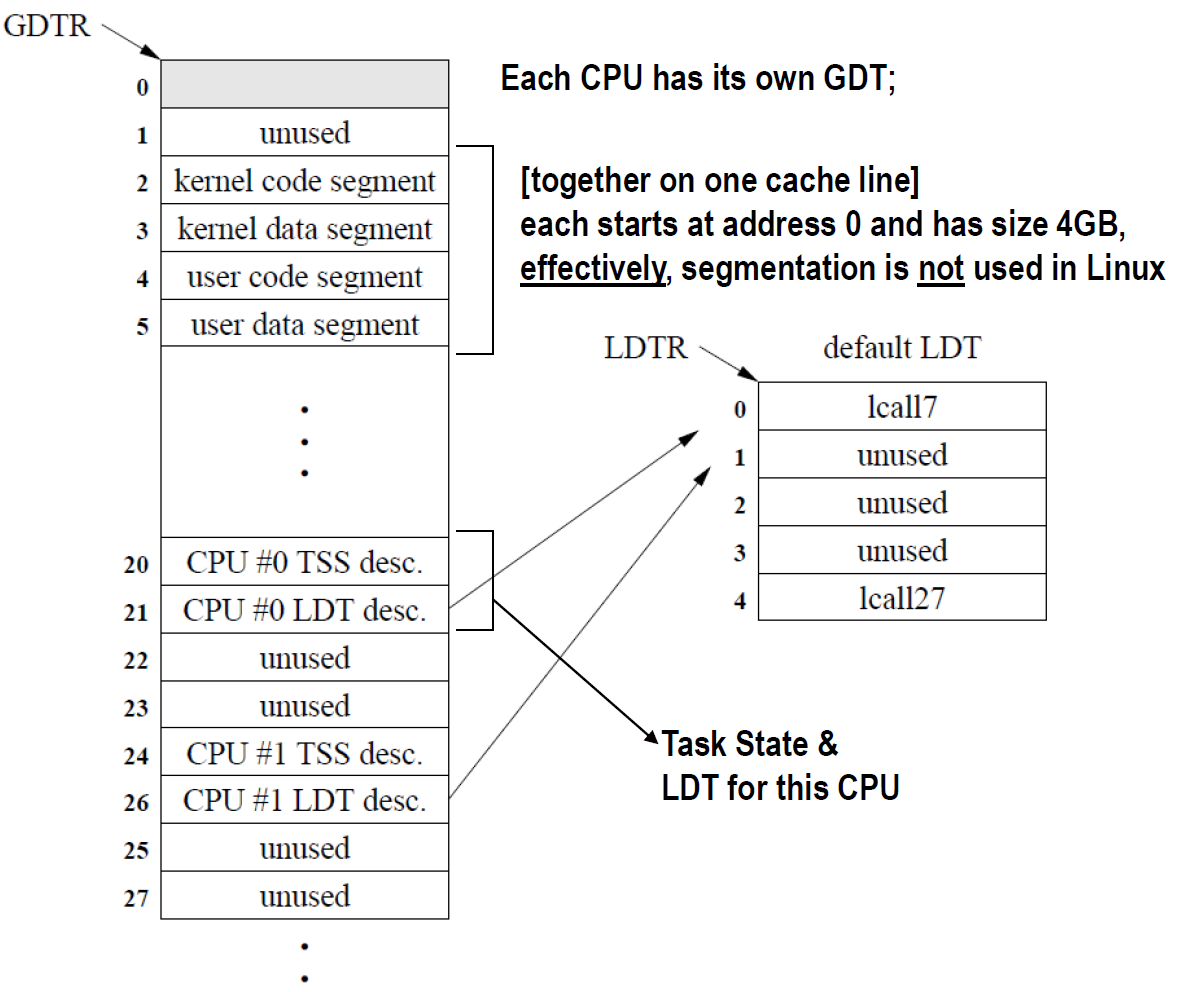 GDTR
Each CPU has its own GDT;
0
1 unused
2 kernel code segment
3 kernel data segment
4 user code segment
5 user data segment
[together on one cache line]
each starts at address 0 and has size 4GB,
effectively, segmentation is not used in Linux
LDTR default LDT
0 lcall7
1 unused
2 unused
3 unused
4 lcall27
20 CPU #0 TSS desc.
21 CPU #0 LDT desc.
22 unused
23 unused
24 CPU #1 TSS desc.
26 CPU #1 LDT desc.
25 unused
27 unused
Task State &
LDT for this CPU